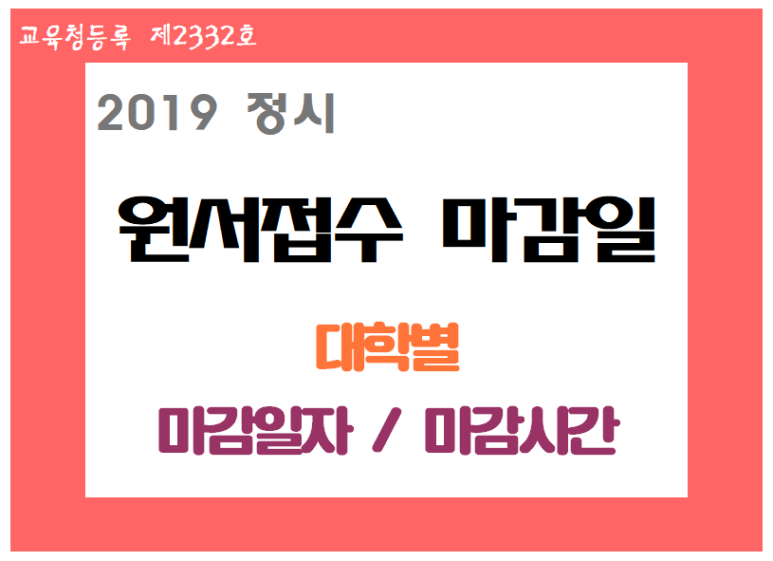 교육청등록 제2332호
2019 정시
원서접수 마감일
대학별
마감일자 / 마감시간